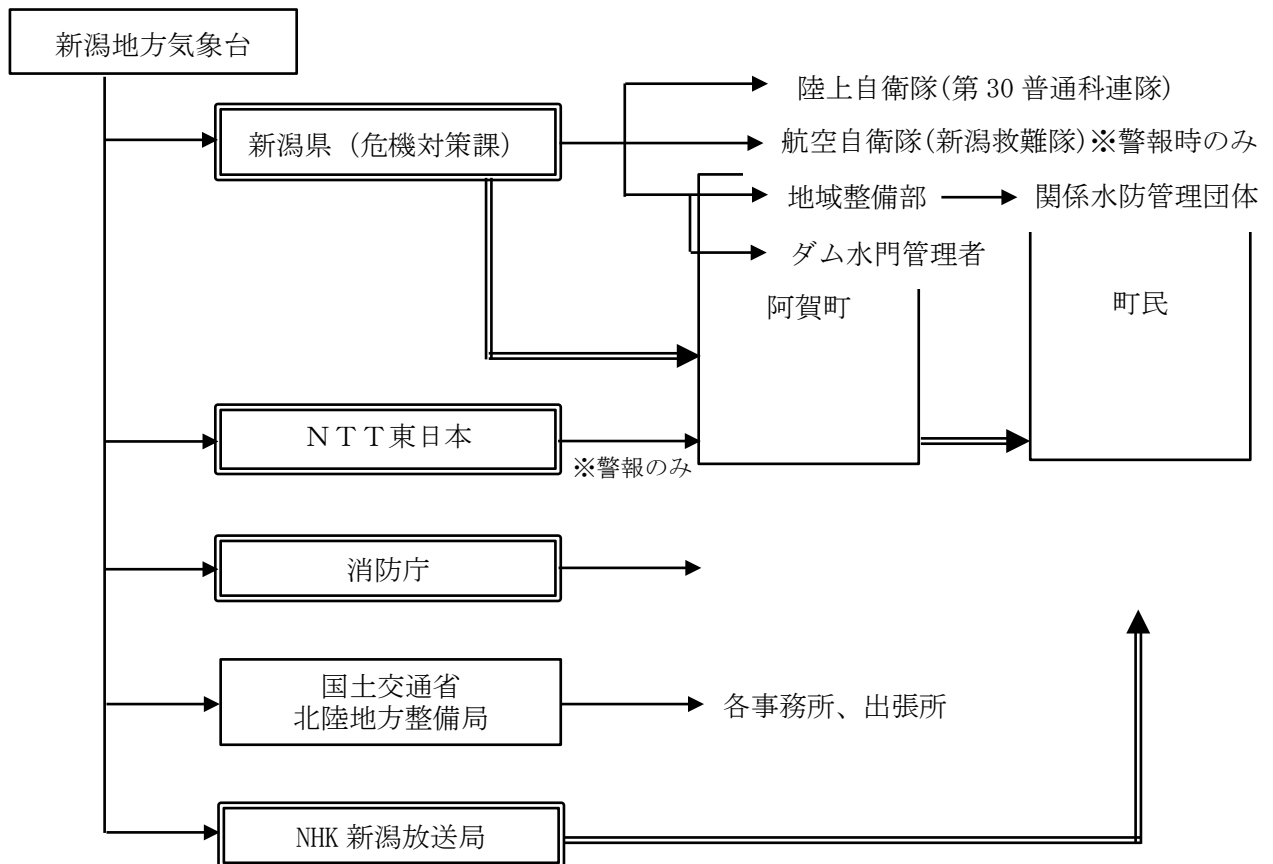 新潟地方気象台
陸上自衛隊(第 30 普通科連隊)
新潟県（危機対策課）
航空自衛隊(新潟救難隊)※警報時のみ
地域整備部
関係水防管理団体
ダム水門管理者
阿賀町
町民
ＮＴＴ東日本
※警報のみ
消防庁
国土交通省
北陸地方整備局
各事務所、出張所
NHK 新潟放送局